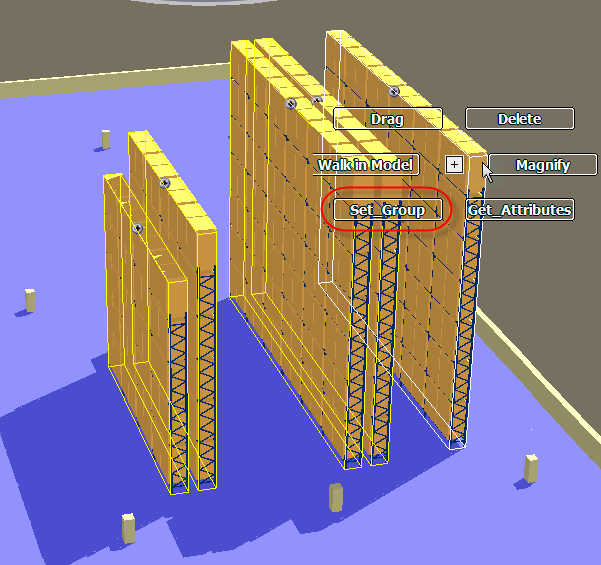 Drag Delete
Walk in Model + Magnify
Set_Group Get_Attributes